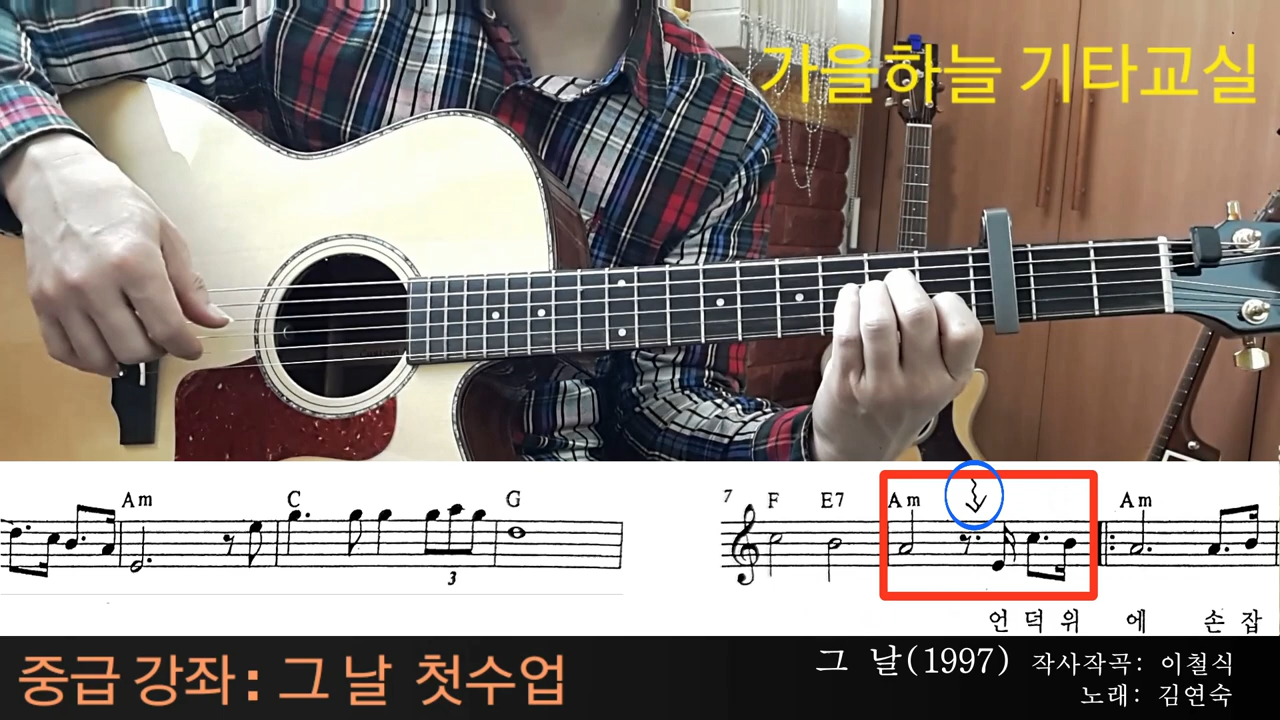 가을하늘 기타교실
Am C G
3
7 F E7 Am Am
언 덕 위 에 손 잡
중급 강좌 : 그 날 첫수업
그 날(1997) 작사작곡: 이철식
노래: 김연숙